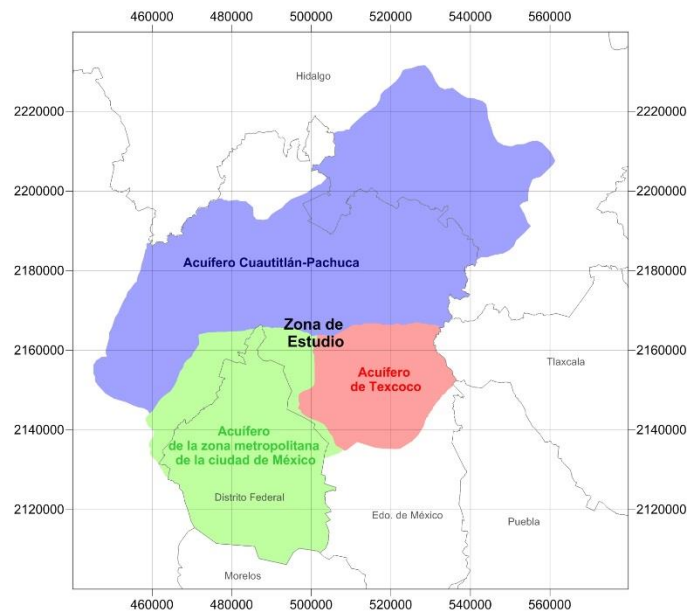 460000 480000 500000 520000 540000 560000
Hidalgo
2220000 2220000
2200000 2200000
Acuífero Cuautitlán-Pachuca
2180000 2180000
Zona de
Estudio
2160000 2160000
Tlaxcala
Acuífero
de Texcoco
2140000 2140000
Acuífero
de la zona metropolitana
de la ciudad de México
Distrito Federal
2120000 2120000
Edo. de México
Puebla
Morelos
460000 480000 500000 520000 540000 560000